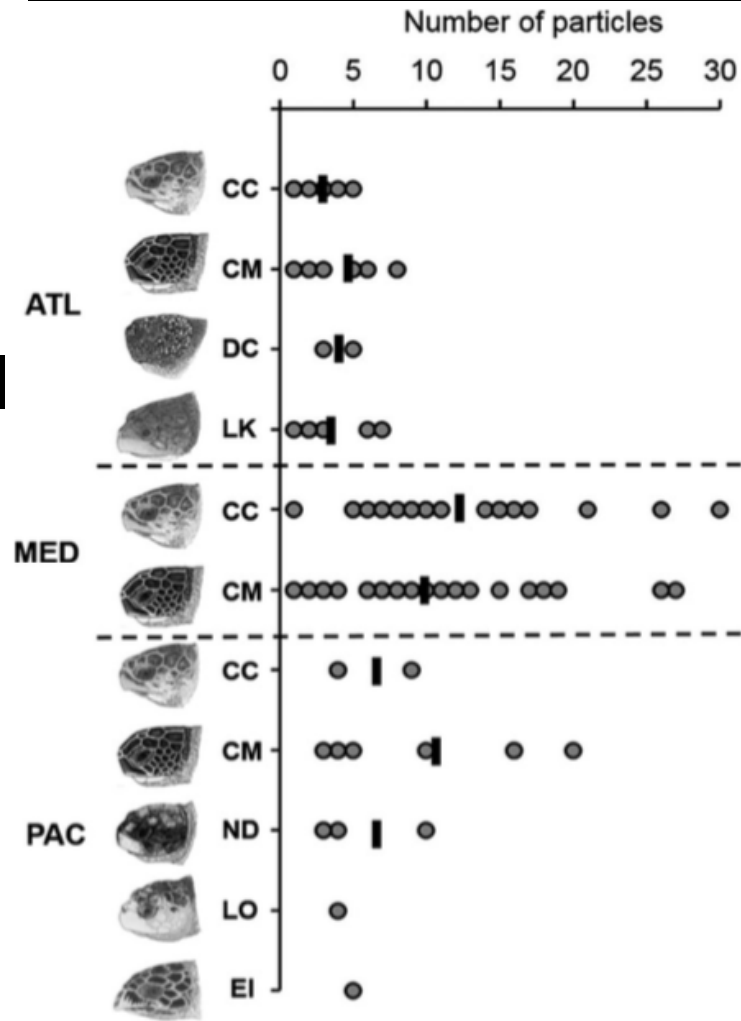 Number of particles
0 5 10 15 20 25 30
CC
CM
ATL
DC
LK
CC
MED
CM
CC
CM
PAC
ND
LO
EI